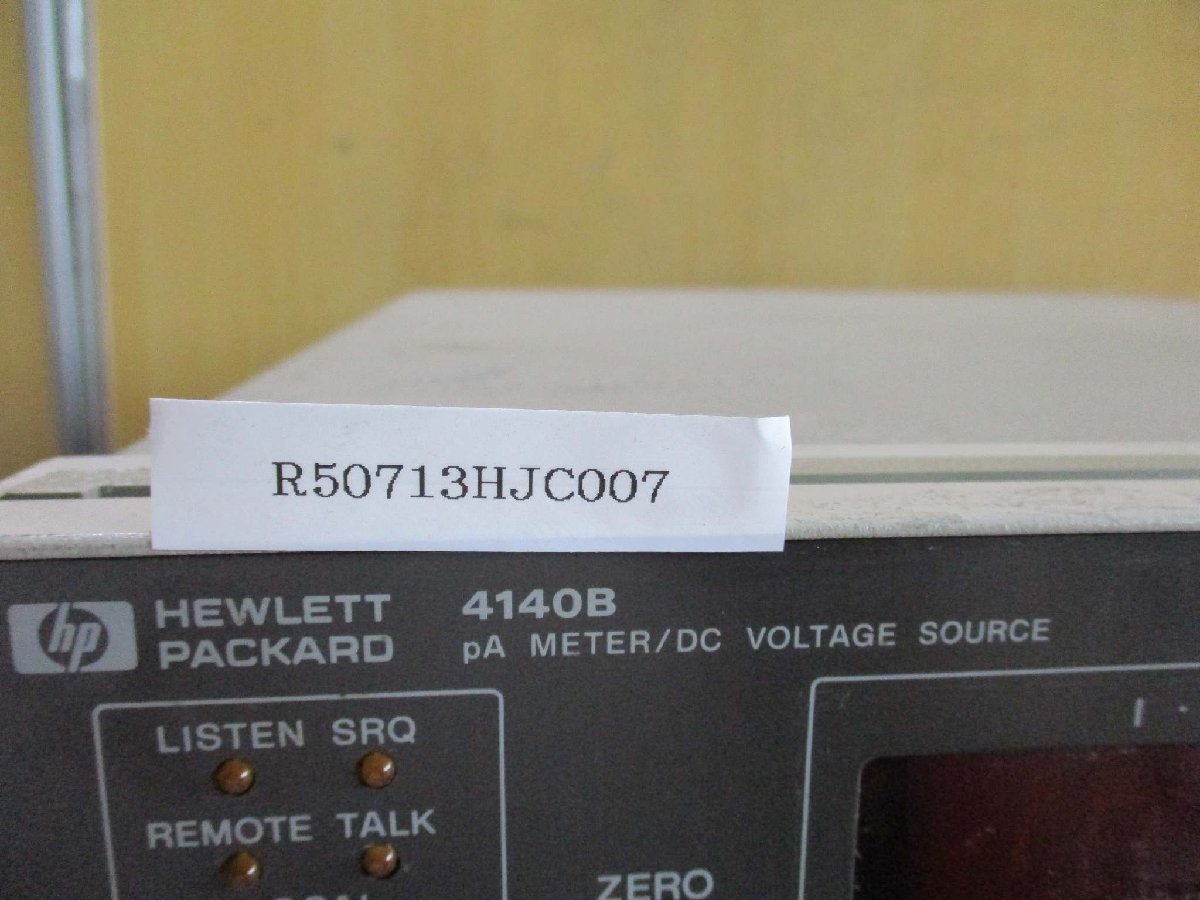 R50713HJC007
hp HEWLETT PACKARD
4140B
pA METER/DC VOLTAGE SOURCE
LISTEN SRQ
REMOTE TALK
ZERO